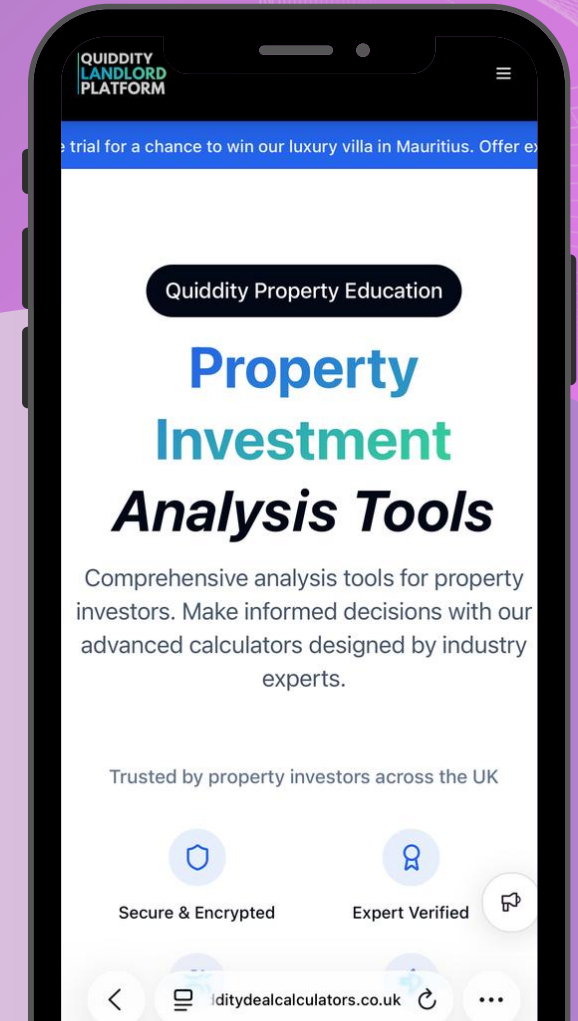 QUIDDITY
LANDLORD
PLATFORM
trial for a chance to win our luxury villa in Mauritius. Offer
Quiddity Property Education
Property
Investment
Analysis Tools
Comprehensive analysis tools for property
investors. Make informed decisions with our
advanced calculators designed by industry
experts.
Trusted by property investors across the UK
Secure & Encrypted
Expert Verified
dditydealcalculators.co.uk